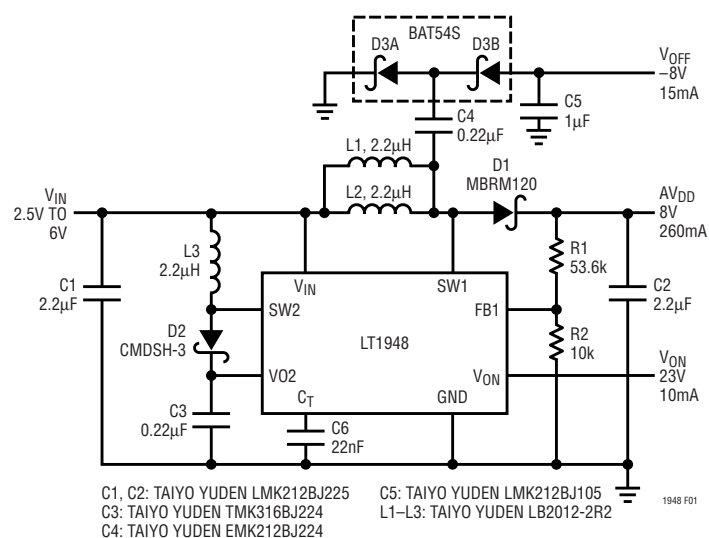 BAT54S
D3A
D3B
VOFF
–8V
15mA
C5
1µF
C4
0.22µF
L1, 2.2µH
L2, 2.2µH
D1
MBRM120
VIN
2.5V TO
6V
AVDD
8V
260mA
L3
2.2µH
R1
53.6k
C1
2.2µF
C2
2.2µF
VIN
SW1
SW2
FB1
D2
CMDSH-3
LT1948
R2
10k
VO2
VON
VON
23V
10mA
CT
GND
C3
0.22µF
C6
22nF
C1, C2: TAIYO YUDEN LMK212BJ225
C3: TAIYO YUDEN TMK316BJ224
C4: TAIYO YUDEN EMK212BJ224
C5: TAIYO YUDEN LMK212BJ105
L1–L3: TAIYO YUDEN LB2012-2R2
1948 F01